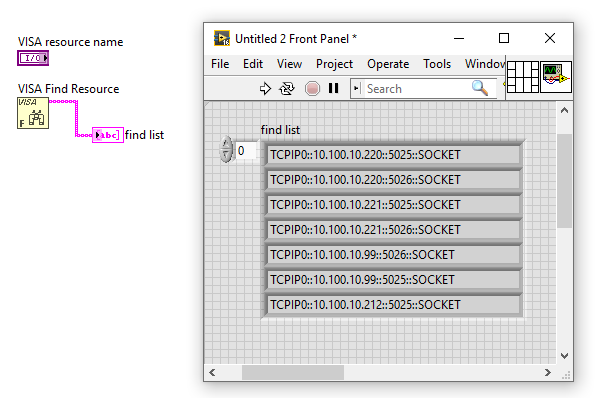 VISA resource name
I/O
VISA Find Resource
VISA
F
abc
find list
Untitled 2 Front Panel *
File Edit View Project Operate Tools Window
Search
find list
0
TCPIP0::10.100.10.220::5025::SOCKET
TCPIP0::10.100.10.220::5026::SOCKET
TCPIP0::10.100.10.221::5025::SOCKET
TCPIP0::10.100.10.221::5026::SOCKET
TCPIP0::10.100.10.99::5026::SOCKET
TCPIP0::10.100.10.99::5025::SOCKET
TCPIP0::10.100.10.212::5025::SOCKET